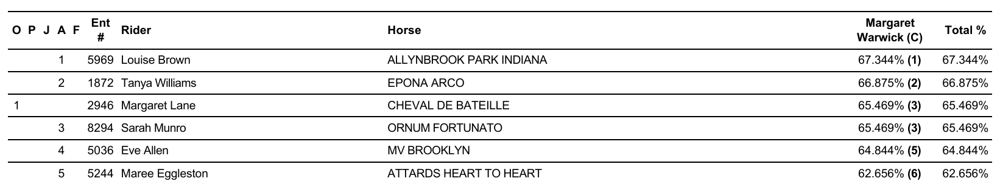 O P J A F Ent # Rider Horse Margaret Warwick (C) Total %
1 5969 Louise Brown ALLYNBROOK PARK INDIANA 67.344% (1) 67.344%
2 1872 Tanya Williams EPONA ARCO 66.875% (2) 66.875%
1 2946 Margaret Lane CHEVAL DE BATEILLE 65.469% (3) 65.469%
3 8294 Sarah Munro ORNUM FORTUNATO 65.469% (3) 65.469%
4 5036 Eve Allen MV BROOKLYN 64.844% (5) 64.844%
5 5244 Maree Eggleston ATTARDS HEART TO HEART 62.656% (6) 62.656%